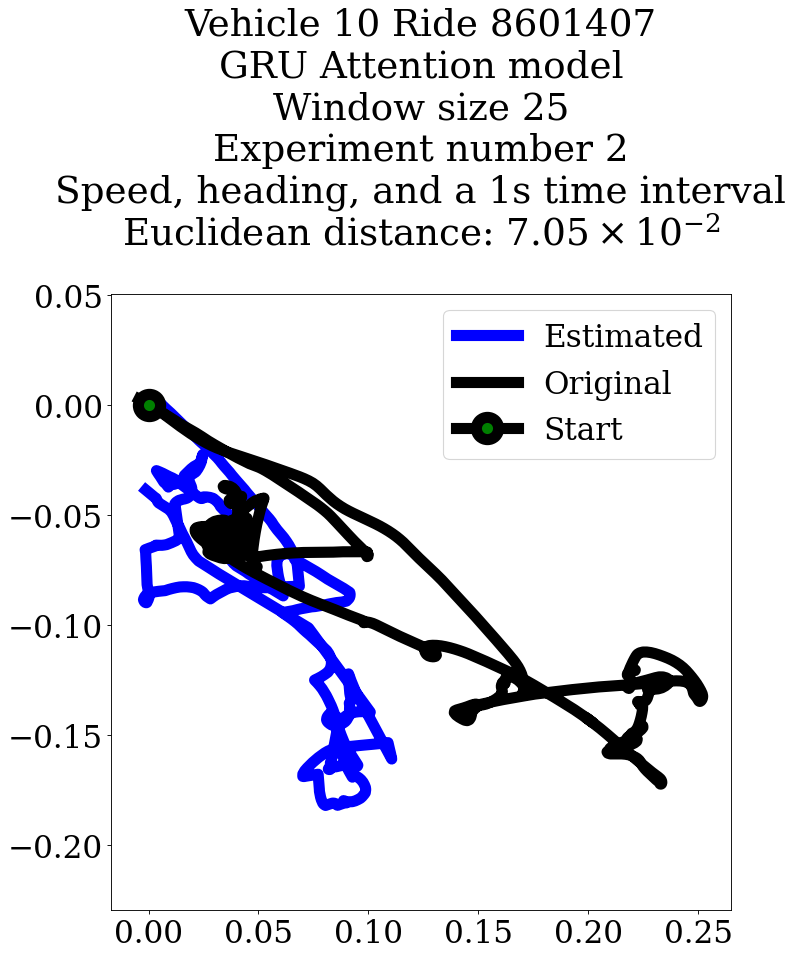 Vehicle 10 Ride 8601407
GRU Attention model
Window size 25
Experiment number 2
Speed, heading, and a 1s time interval
Euclidean distance: 7.05 × 10⁻²
0.05
0.00
−0.05
−0.10
−0.15
−0.20
Estimated
Original
Start
0.00 0.05 0.10 0.15 0.20 0.25